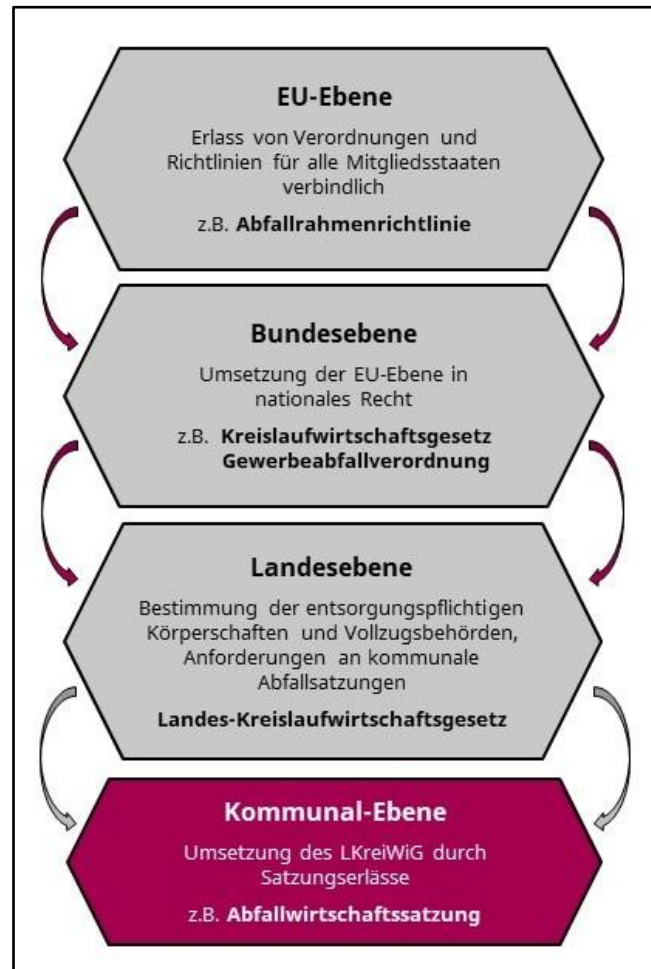 EU-Ebene
Erlass von Verordnungen und
Richtlinien für alle Mitgliedsstaaten
verbindlich
z.B. Abfallrahmenrichtlinie
Bundesebene
Umsetzung der EU-Ebene in
nationales Recht
z.B. Kreislaufwirtschaftsgesetz
Gewerbeabfallverordnung
Landesebene
Bestimmung der entsorgungspflichtigen
Körperschaften und Vollzugsbehörden,
Anforderungen an kommunale
Abfallsatzungen
Landes-Kreislaufwirtschaftsgesetz
Kommunal-Ebene
Umsetzung des LKreiWiG durch
Satzungserlässe
z.B. Abfallwirtschaftssatzung